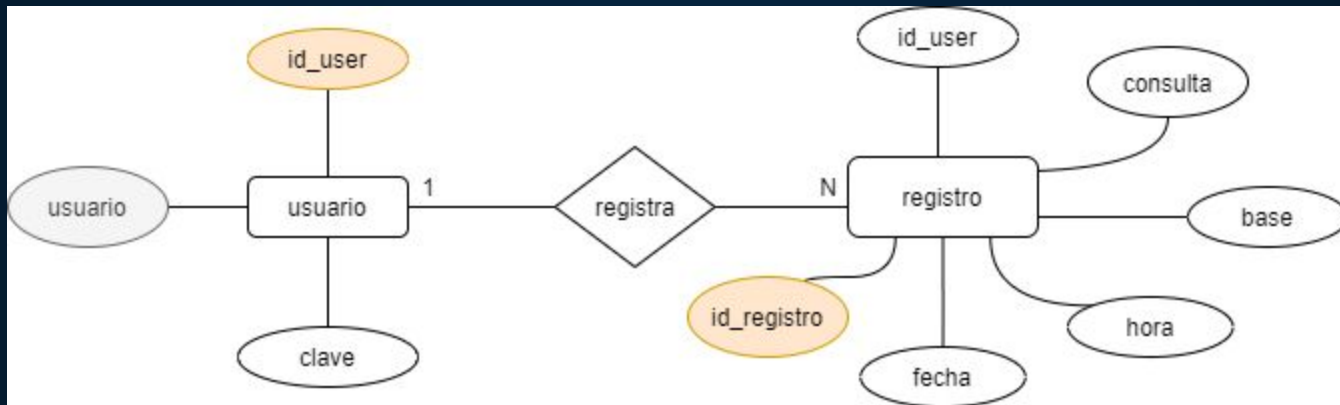 id_user
id_user
consulta
usuario
usuario
1
registra
N
registro
base
id_registro
hora
clave
fecha